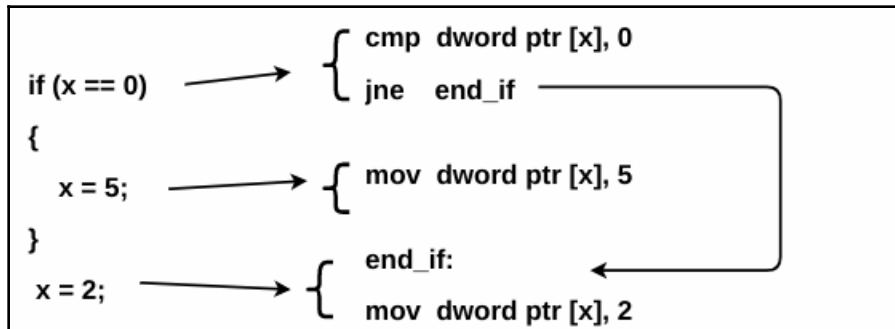 if (x == 0)
{
x = 5;
}
x = 2;
cmp dword ptr [x], 0
jne end_if
mov dword ptr [x], 5
end_if:
mov dword ptr [x], 2